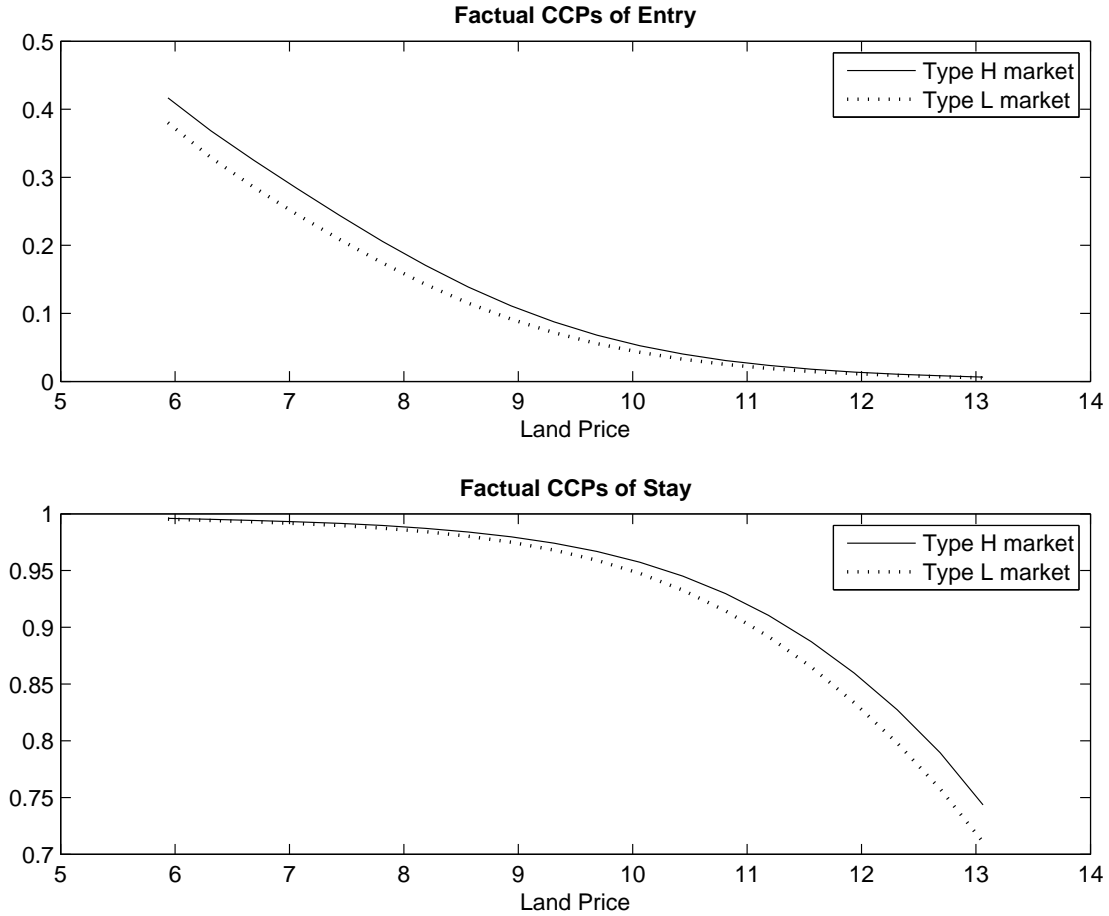 Factual CCPs of Entry
0.5
0.4
0.3
0.2
0.1
0
Type H market
Type L market
5 6 7 8 9 10 11 12 13 14
Land Price
Factual CCPs of Stay
1
0.95
0.9
0.85
0.8
0.75
0.7
Type H market
Type L market
5 6 7 8 9 10 11 12 13 14
Land Price